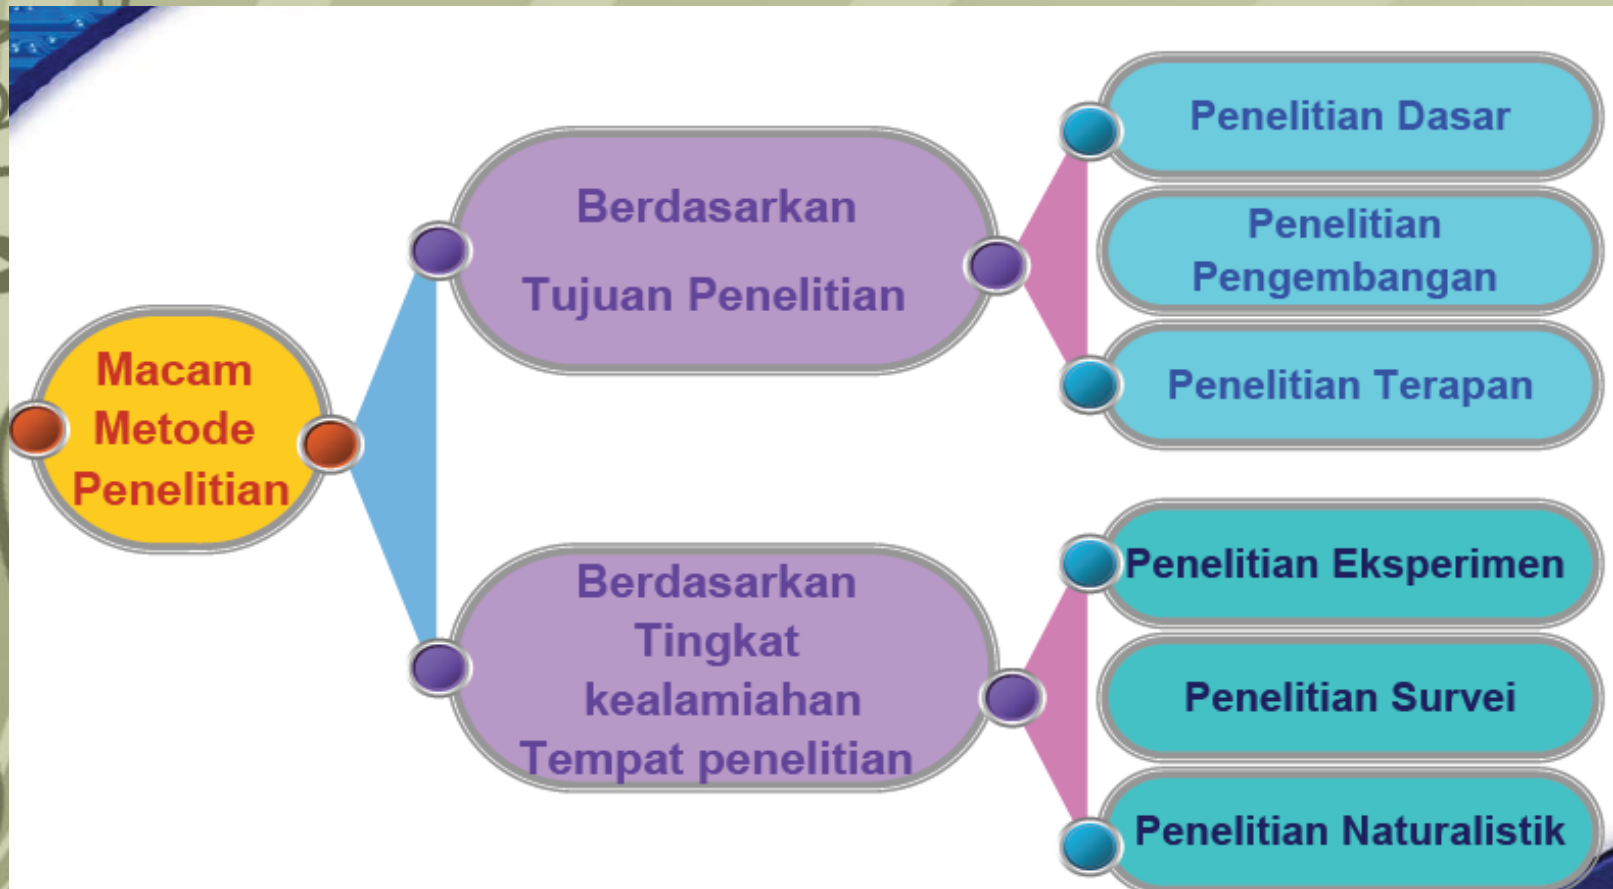 Macam
Metode
Penelitian
Berdasarkan
Tujuan Penelitian
Penelitian Dasar
Penelitian
Pengembangan
Penelitian Terapan
Berdasarkan
Tingkat
kealamiahan
Tempat penelitian
Penelitian Eksperimen
Penelitian Survei
Penelitian Naturalistik